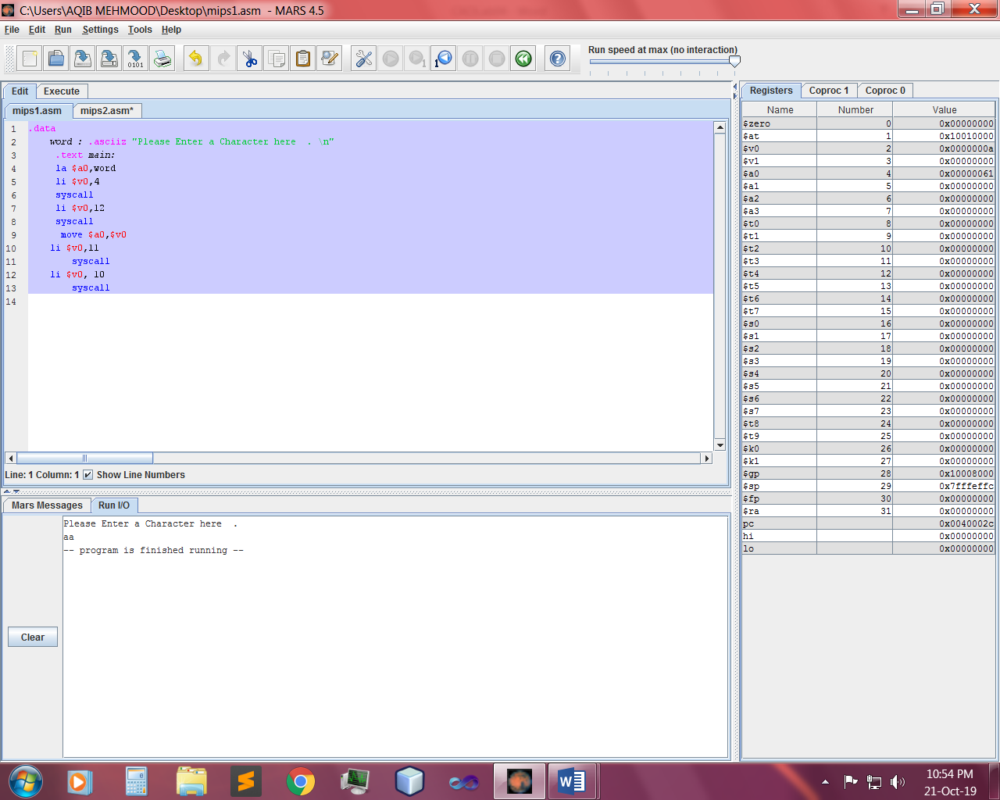 C:\Users\AQIB MEHMOOD\Desktop\mips1.asm - MARS 4.5
File Edit Run Settings Tools Help
Run speed at max (no interaction)
Edit Execute
mips1.asm mips2.asm*
1 .data
2 word : .asciiz "Please Enter a Character here  . \n"
3 .text main:
4 la $a0,word
5 li $v0,4
6 syscall
7 li $v0,12
8 syscall
9 move $a0,$v0
10 li $v0,11
11 syscall
12 li $v0, 10
13 syscall
14
Line: 1 Column: 1 Show Line Numbers
Mars Messages Run I/O
Please Enter a Character here  .
aa
-- program is finished running --
Clear
Registers Coproc 1 Coproc 0
Name Number Value
$zero 0 0x00000000
$at 1 0x10010000
$v0 2 0x0000000a
$v1 3 0x00000000
$a0 4 0x00000061
$a1 5 0x00000000
$a2 6 0x00000000
$a3 7 0x00000000
$t0 8 0x00000000
$t1 9 0x00000000
$t2 10 0x00000000
$t3 11 0x00000000
$t4 12 0x00000000
$t5 13 0x00000000
$t6 14 0x00000000
$t7 15 0x00000000
$s0 16 0x00000000
$s1 17 0x00000000
$s2 18 0x00000000
$s3 19 0x00000000
$s4 20 0x00000000
$s5 21 0x00000000
$s6 22 0x00000000
$s7 23 0x00000000
$t8 24 0x00000000
$t9 25 0x00000000
$k0 26 0x00000000
$k1 27 0x00000000
$gp 28 0x10008000
$sp 29 0x7fffeffc
$fp 30 0x00000000
$ra 31 0x00000000
pc 0x0040002c
hi 0x00000000
lo 0x00000000
10:54 PM
21-Oct-19